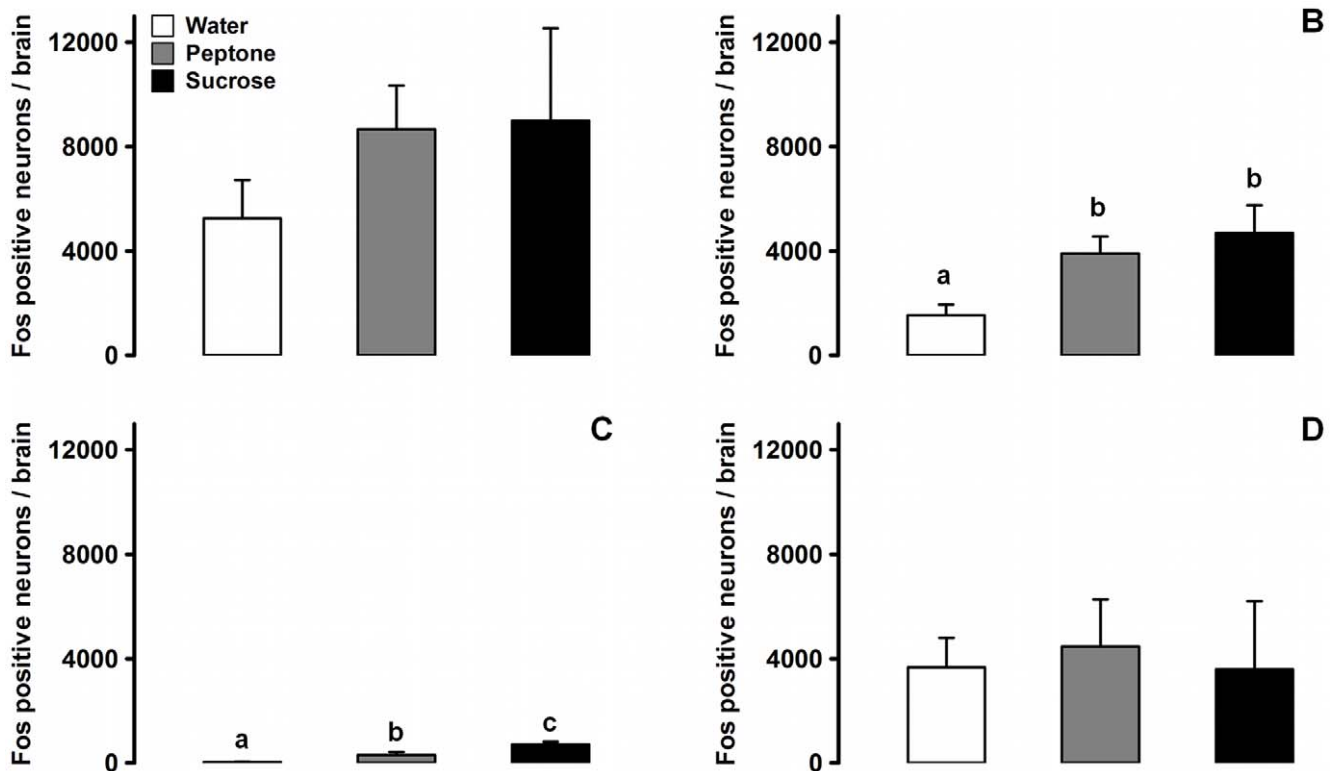 Fos positive neurons / brain
12000
8000
4000
0
Water
Peptone
Sucrose
B
Fos positive neurons / brain
12000
8000
4000
0
a
b
b
C
Fos positive neurons / brain
12000
8000
4000
0
a
b
c
D
Fos positive neurons / brain
12000
8000
4000
0